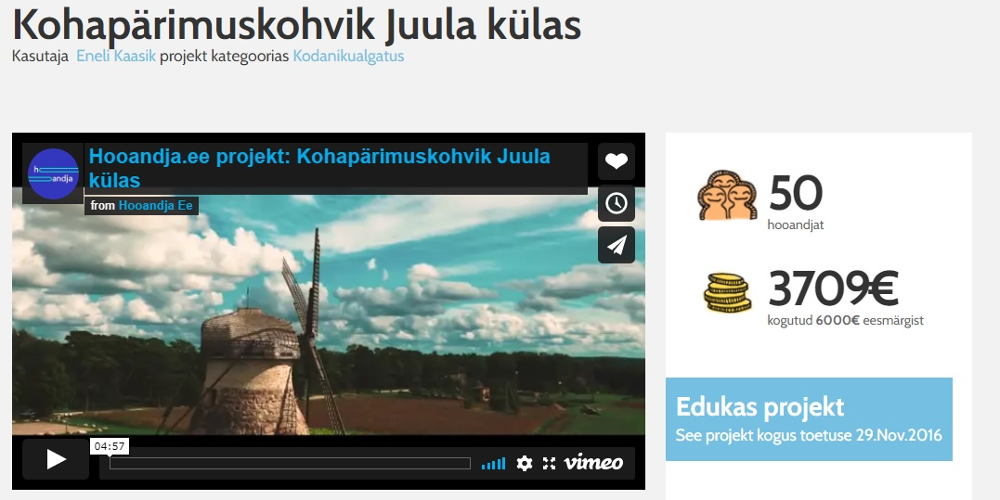 Kohapärimuskohvik Juula külas
Kasutaja Eneli Kaasik projekt kategoorias Kodanikualgatus
h
andja
Hooandja.ee projekt: Kohapärimuskohvik Juula
külas
from Hooandja Ee
50
hooandjat
3709€
kogutud 6000€ eesmärgist
Edukas projekt
See projekt kogus toetuse 29.Nov.2016
04:57
vimeo